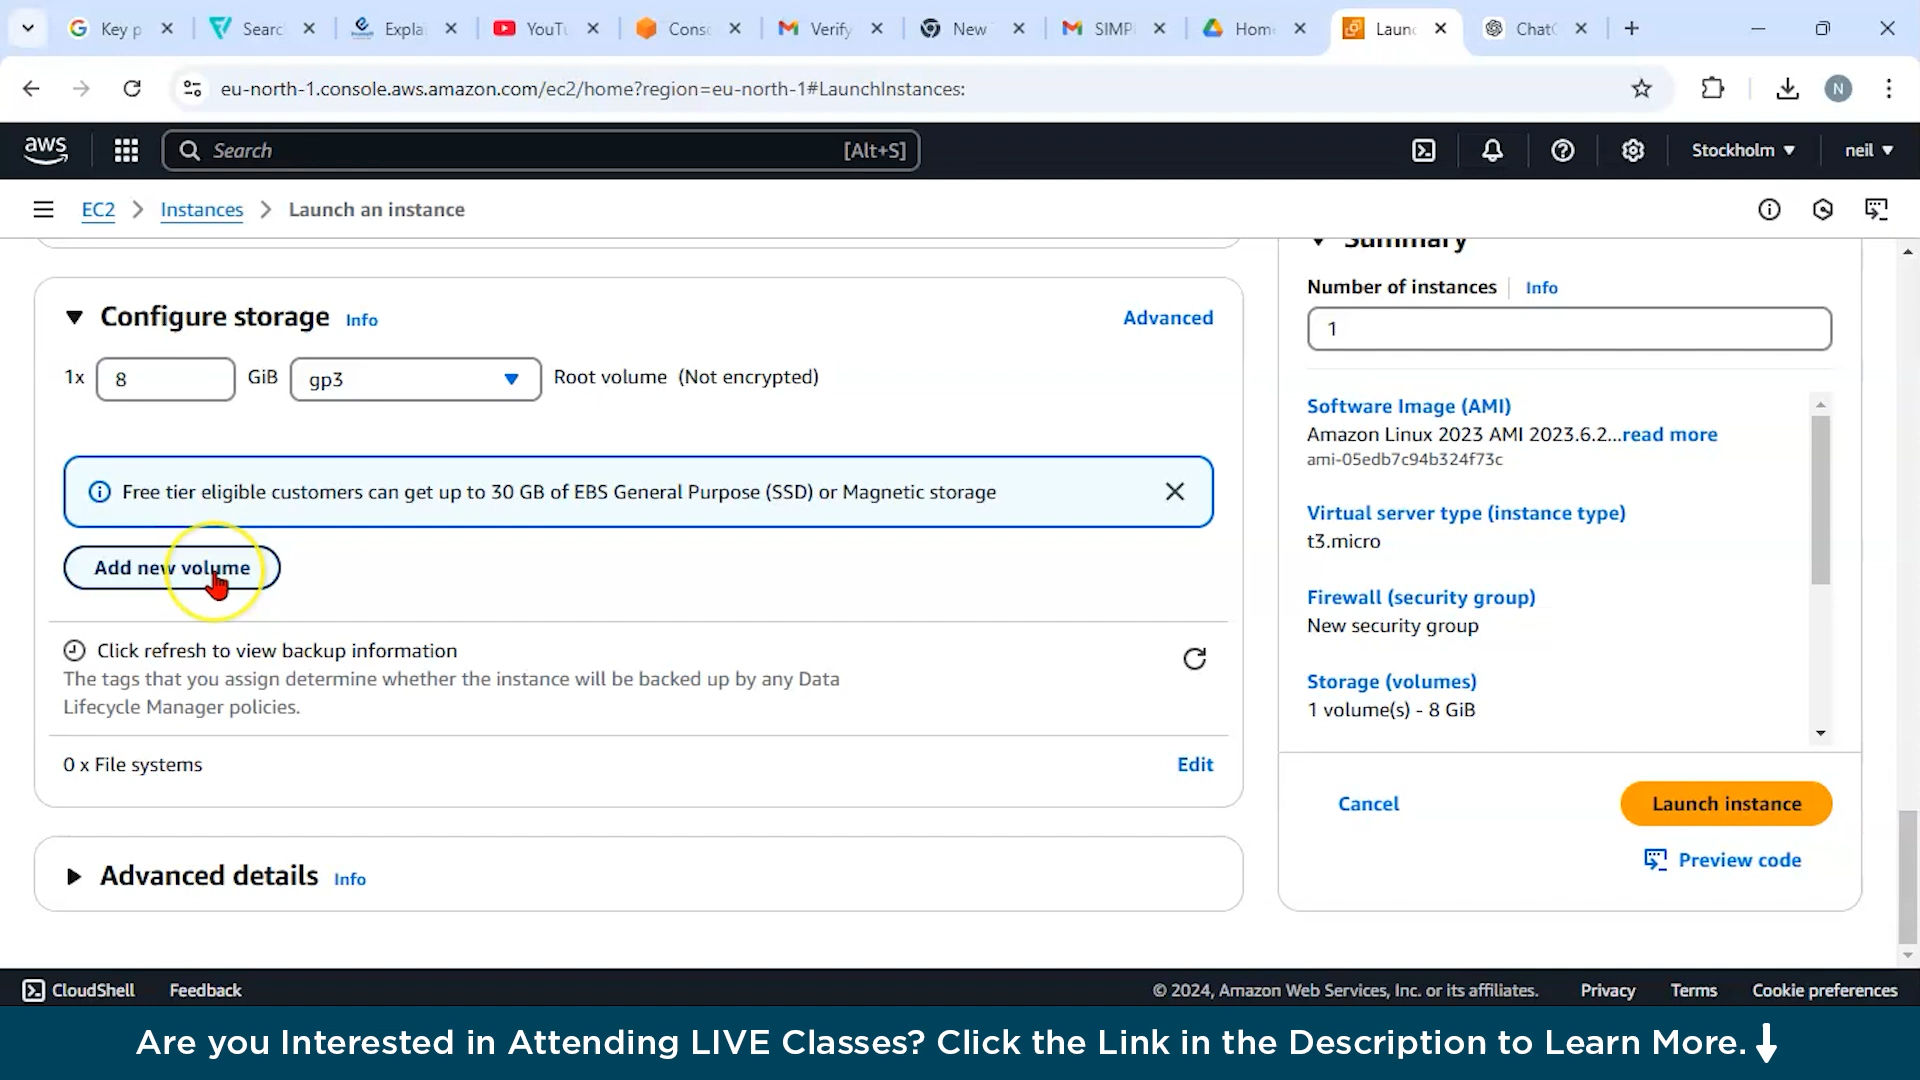 Key p
Searc
Expla
YouTu
Conso
Verify
New
SIMP
Hom
Launc
ChatG
eu-north-1.console.aws.amazon.com/ec2/home?region=eu-north-1#LaunchInstances:
N
aws
Search
[Alt+S]
Stockholm
neil
EC2
Instances
Launch an instance
Configure storage Info
Advanced
1x 8 GiB gp3 Root volume (Not encrypted)
Free tier eligible customers can get up to 30 GB of EBS General Purpose (SSD) or Magnetic storage
Add new volume
Click refresh to view backup information
The tags that you assign determine whether the instance will be backed up by any Data
Lifecycle Manager policies.
0 x File systems
Edit
Advanced details Info
Summary
Number of instances Info
1
Software Image (AMI)
Amazon Linux 2023 AMI 2023.6.2...read more
ami-05edb7c94b324f73c
Virtual server type (instance type)
t3.micro
Firewall (security group)
New security group
Storage (volumes)
1 volume(s) - 8 GiB
Cancel
Launch instance
Preview code
CloudShell
Feedback
© 2024, Amazon Web Services, Inc. or its affiliates.
Privacy
Terms
Cookie preferences
Are you Interested in Attending LIVE Classes? Click the Link in the Description to Learn More.